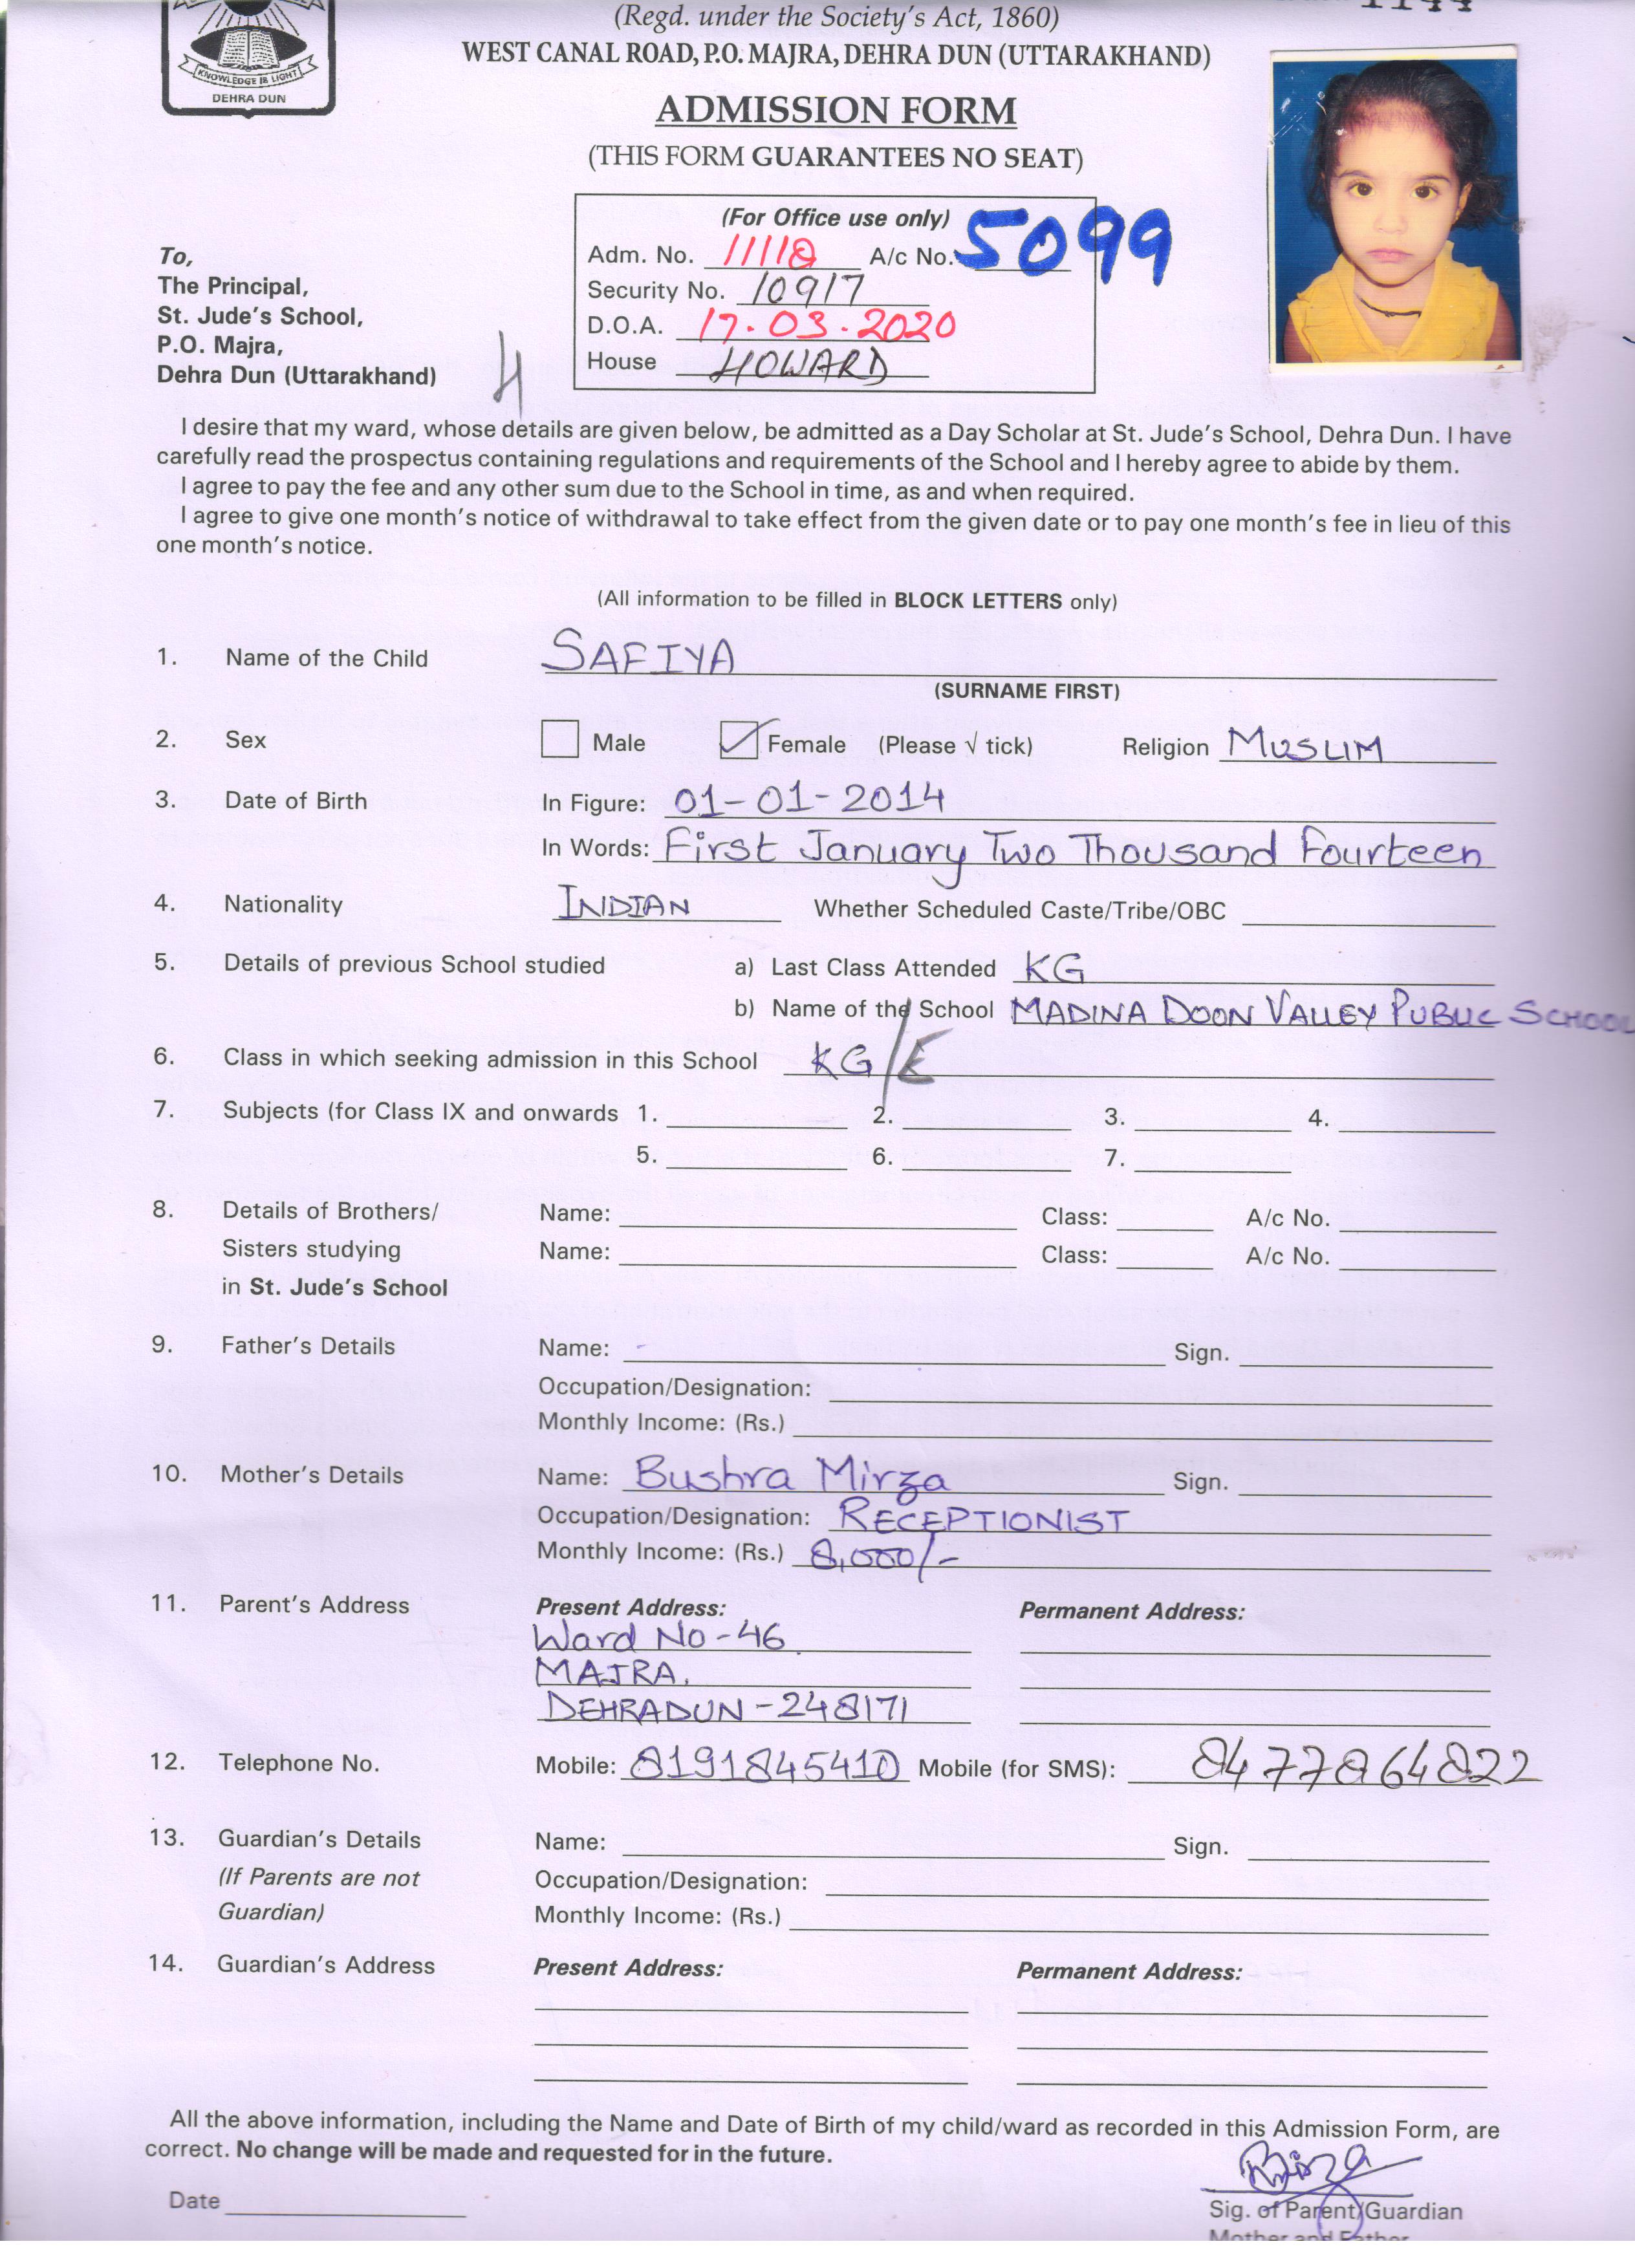 KNOWLEDGE IS LIGHT
DEHRA DUN
(Regd. under the Society's Act, 1860)
WEST CANAL ROAD, P.O. MAJRA, DEHRA DUN (UTTARAKHAND)
ADMISSION FORM
(THIS FORM GUARANTEES NO SEAT)
(For Office use only)
Adm. No. 11118 A/c No. 5099
Security No. 10917
D.O.A. 17.03.2020
House HOWARD
To,
The Principal,
St. Jude's School,
P.O. Majra,
Dehra Dun (Uttarakhand)
H
I desire that my ward, whose details are given below, be admitted as a Day Scholar at St. Jude's School, Dehra Dun. I have
carefully read the prospectus containing regulations and requirements of the School and I hereby agree to abide by them.
I agree to pay the fee and any other sum due to the School in time, as and when required.
I agree to give one month's notice of withdrawal to take effect from the given date or to pay one month's fee in lieu of this
one month's notice.
(All information to be filled in BLOCK LETTERS only)
1. Name of the Child SAFIYA
(SURNAME FIRST)
2. Sex Male Female (Please √ tick) Religion MUSLIM
3. Date of Birth In Figure: 01-01-2014
In Words: First January Two Thousand Fourteen
4. Nationality INDIAN Whether Scheduled Caste/Tribe/OBC
5. Details of previous School studied a) Last Class Attended KG
b) Name of the School MADINA DOON VALLEY PUBLIC SCHOOL
6. Class in which seeking admission in this School KG/E
7. Subjects (for Class IX and onwards 1. 2. 3. 4.
5. 6. 7.
8. Details of Brothers/ Name: Class: A/c No.
Sisters studying Name: Class: A/c No.
in St. Jude's School
9. Father's Details Name: - Sign.
Occupation/Designation:
Monthly Income: (Rs.)
10. Mother's Details Name: Bushra Mirza Sign.
Occupation/Designation: RECEPTIONIST
Monthly Income: (Rs.) 8,000/-
11. Parent's Address Present Address: Permanent Address:
Ward No-46
MAJRA.
DEHRADUN-248171
12. Telephone No. Mobile: 8191845410 Mobile (for SMS): 8477864822
13. Guardian's Details Name: Sign.
(If Parents are not Occupation/Designation:
Guardian) Monthly Income: (Rs.)
14. Guardian's Address Present Address: Permanent Address:
All the above information, including the Name and Date of Birth of my child/ward as recorded in this Admission Form, are
correct. No change will be made and requested for in the future.
Date
Sig. of Parent/Guardian
Mother and Father